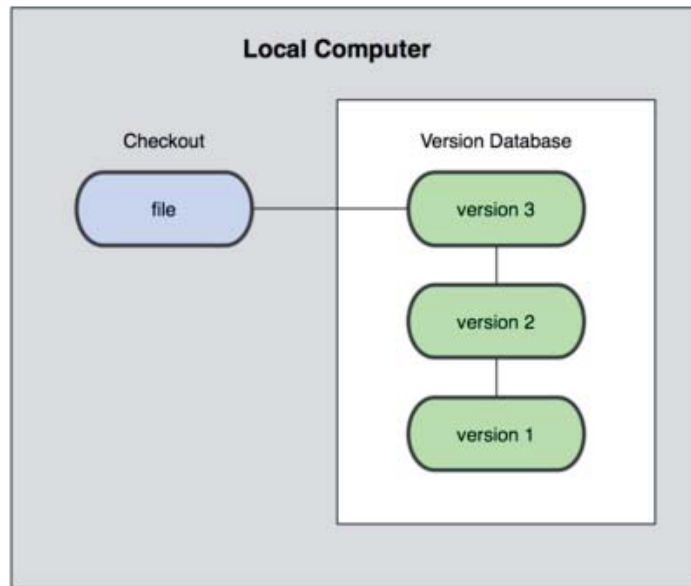 Local Computer
Checkout
Version Database
file
version 3
version 2
version 1